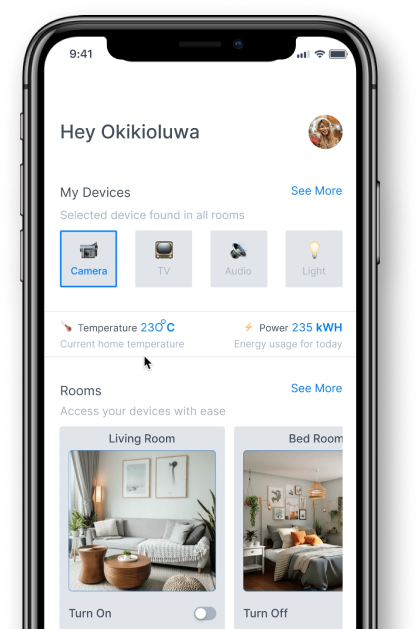 9:41
Hey Okikioluwa
My Devices See More
Selected device found in all rooms
Camera TV Audio Light
Temperature 230°C Power 235 kWH
Current home temperature Energy usage for today
Rooms See More
Access your devices with ease
Living Room Bed Room
Turn On Turn Off